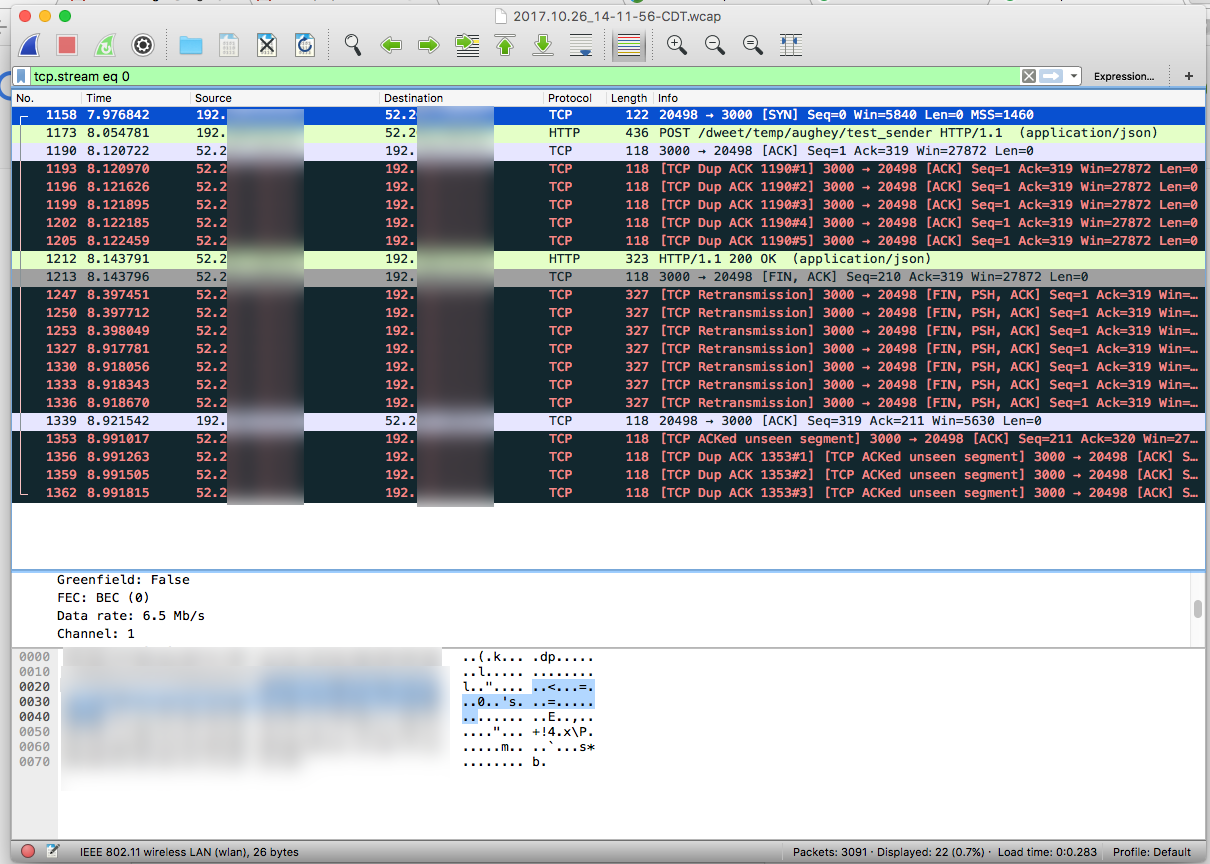 2017.10.26_14-11-56-CDT.wcap
tcp.stream eq 0 Expression… +
No. Time Source Destination Protocol Length Info
1158 7.976842 192. 52.2 TCP 122 20498 → 3000 [SYN] Seq=0 Win=5840 Len=0 MSS=1460
1173 8.054781 192. 52.2 HTTP 436 POST /dweet/temp/aughey/test_sender HTTP/1.1 (application/json)
1190 8.120722 52.2 192. TCP 118 3000 → 20498 [ACK] Seq=1 Ack=319 Win=27872 Len=0
1193 8.120970 52.2 192. TCP 118 [TCP Dup ACK 1190#1] 3000 → 20498 [ACK] Seq=1 Ack=319 Win=27872 Len=0
1196 8.121626 52.2 192. TCP 118 [TCP Dup ACK 1190#2] 3000 → 20498 [ACK] Seq=1 Ack=319 Win=27872 Len=0
1199 8.121895 52.2 192. TCP 118 [TCP Dup ACK 1190#3] 3000 → 20498 [ACK] Seq=1 Ack=319 Win=27872 Len=0
1202 8.122185 52.2 192. TCP 118 [TCP Dup ACK 1190#4] 3000 → 20498 [ACK] Seq=1 Ack=319 Win=27872 Len=0
1205 8.122459 52.2 192. TCP 118 [TCP Dup ACK 1190#5] 3000 → 20498 [ACK] Seq=1 Ack=319 Win=27872 Len=0
1212 8.143791 52.2 192. HTTP 323 HTTP/1.1 200 OK (application/json)
1213 8.143796 52.2 192. TCP 118 3000 → 20498 [FIN, ACK] Seq=210 Ack=319 Win=27872 Len=0
1247 8.397451 52.2 192. TCP 327 [TCP Retransmission] 3000 → 20498 [FIN, PSH, ACK] Seq=1 Ack=319 Win=…
1250 8.397712 52.2 192. TCP 327 [TCP Retransmission] 3000 → 20498 [FIN, PSH, ACK] Seq=1 Ack=319 Win=…
1253 8.398049 52.2 192. TCP 327 [TCP Retransmission] 3000 → 20498 [FIN, PSH, ACK] Seq=1 Ack=319 Win=…
1327 8.917781 52.2 192. TCP 327 [TCP Retransmission] 3000 → 20498 [FIN, PSH, ACK] Seq=1 Ack=319 Win=…
1330 8.918056 52.2 192. TCP 327 [TCP Retransmission] 3000 → 20498 [FIN, PSH, ACK] Seq=1 Ack=319 Win=…
1333 8.918343 52.2 192. TCP 327 [TCP Retransmission] 3000 → 20498 [FIN, PSH, ACK] Seq=1 Ack=319 Win=…
1336 8.918670 52.2 192. TCP 327 [TCP Retransmission] 3000 → 20498 [FIN, PSH, ACK] Seq=1 Ack=319 Win=…
1339 8.921542 192. 52.2 TCP 118 20498 → 3000 [ACK] Seq=319 Ack=211 Win=5630 Len=0
1353 8.991017 52.2 192. TCP 118 [TCP ACKed unseen segment] 3000 → 20498 [ACK] Seq=211 Ack=320 Win=27…
1356 8.991263 52.2 192. TCP 118 [TCP Dup ACK 1353#1] [TCP ACKed unseen segment] 3000 → 20498 [ACK] S…
1359 8.991505 52.2 192. TCP 118 [TCP Dup ACK 1353#2] [TCP ACKed unseen segment] 3000 → 20498 [ACK] S…
1362 8.991815 52.2 192. TCP 118 [TCP Dup ACK 1353#3] [TCP ACKed unseen segment] 3000 → 20498 [ACK] S…
Greenfield: False
FEC: BEC (0)
Data rate: 6.5 Mb/s
Channel: 1
0000 ..(.k... .dp.....
0010 ..l..... ........
0020 l..".... ..<...=.
0030 ..0..'s. ..=.....
0040 ........ ..E..,..
0050 ...."... +!4.x\P.
0060 .....m.. ..`...s*
0070 ........ b.
IEEE 802.11 wireless LAN (wlan), 26 bytes Packets: 3091 · Displayed: 22 (0.7%) · Load time: 0:0.283 Profile: Default